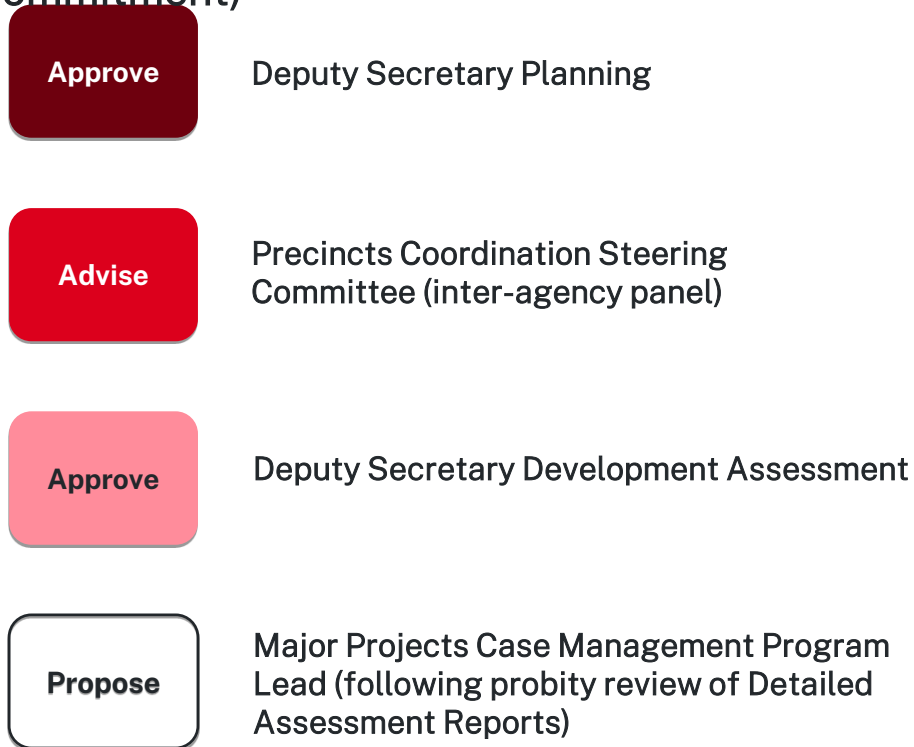 ommitment)
Approve
Deputy Secretary Planning
Advise
Precincts Coordination Steering
Committee (inter-agency panel)
Approve
Deputy Secretary Development Assessment
Propose
Major Projects Case Management Program
Lead (following probity review of Detailed
Assessment Reports)